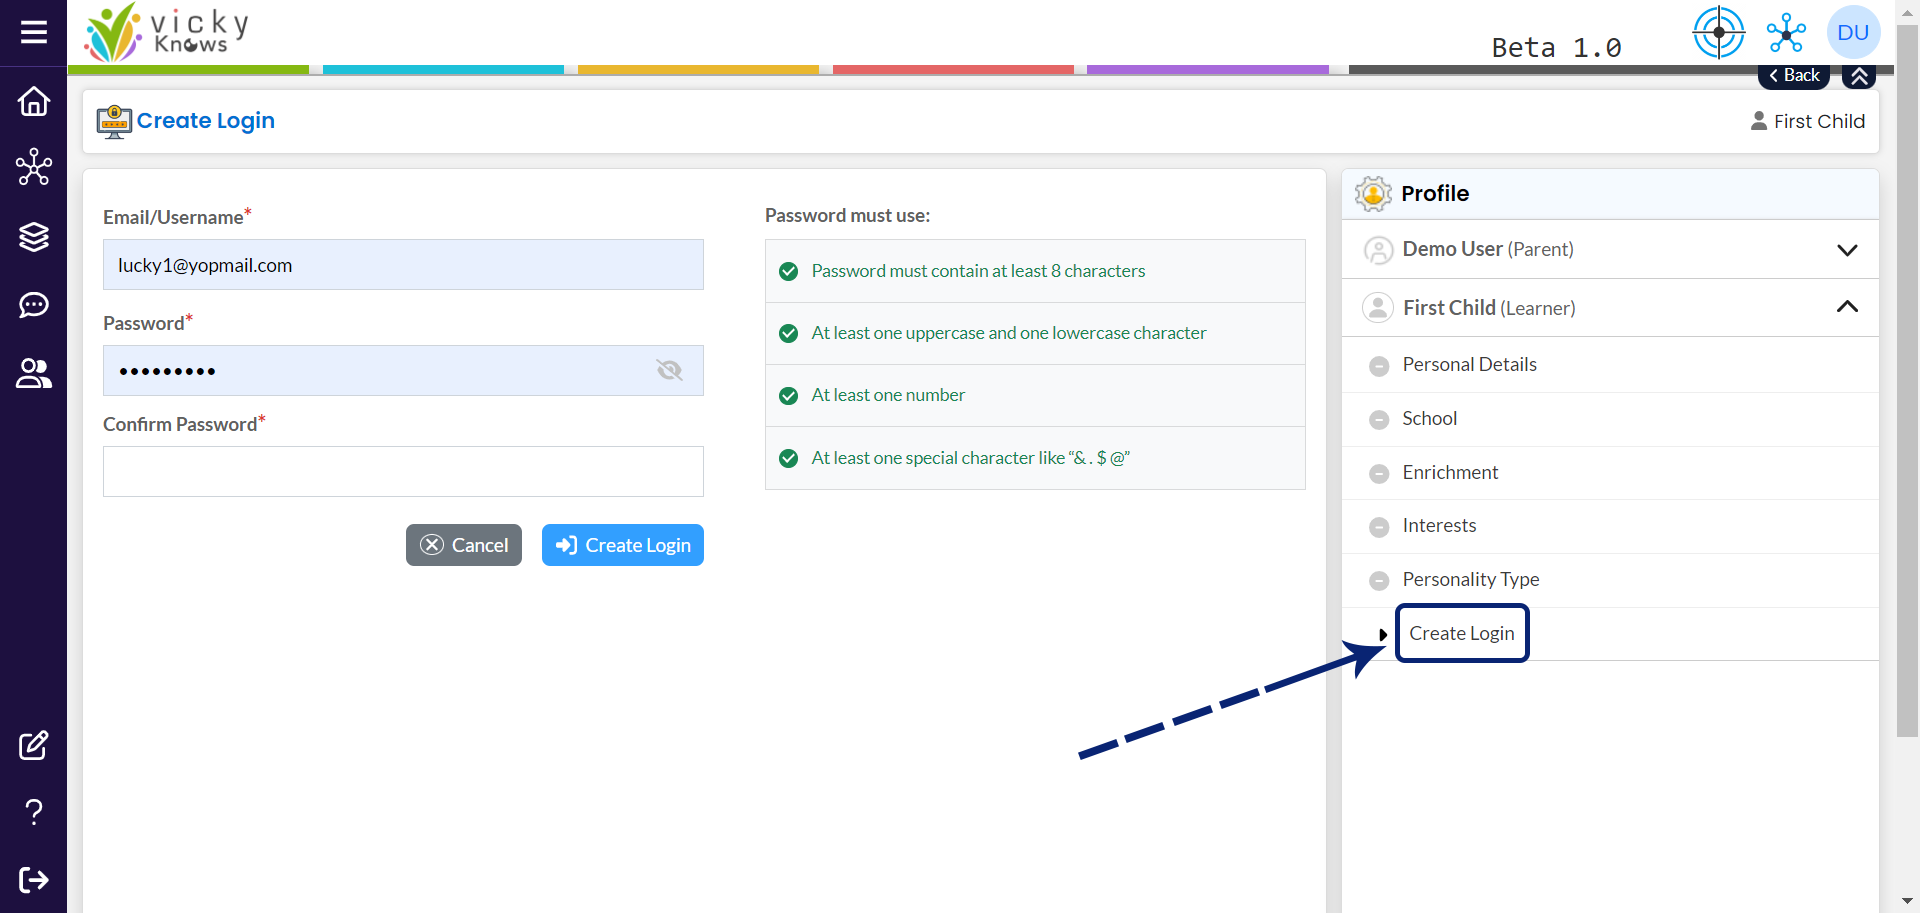 vicky
Knows
Beta 1.0
DU
Back
Create Login
First Child
Email/Username*
lucky1@yopmail.com
Password*
•••••••••
Confirm Password*
Cancel
Create Login
Password must use:
Password must contain at least 8 characters
At least one uppercase and one lowercase character
At least one number
At least one special character like “& . $ @”
Profile
Demo User (Parent)
First Child (Learner)
Personal Details
School
Enrichment
Interests
Personality Type
Create Login